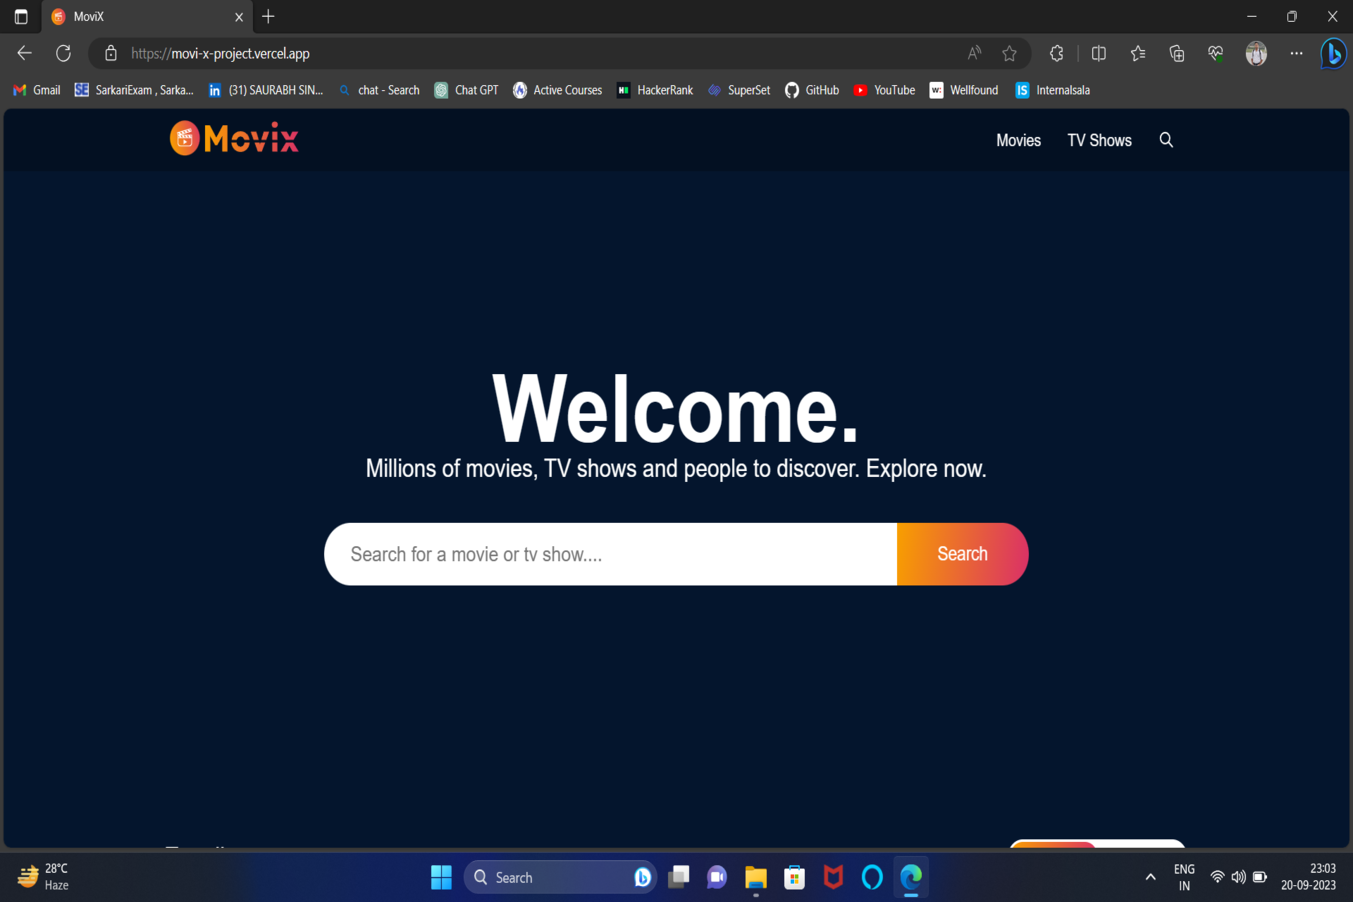 MoviX
https://movi-x-project.vercel.app
Gmail
SarkariExam , Sarka...
(31) SAURABH SIN...
chat - Search
Chat GPT
Active Courses
HackerRank
SuperSet
GitHub
YouTube
Wellfound
Internalsala
Movix
Movies
TV Shows
Welcome.
Millions of movies, TV shows and people to discover. Explore now.
Search for a movie or tv show....
Search
28°C
Haze
Search
ENG
IN
23:03
20-09-2023